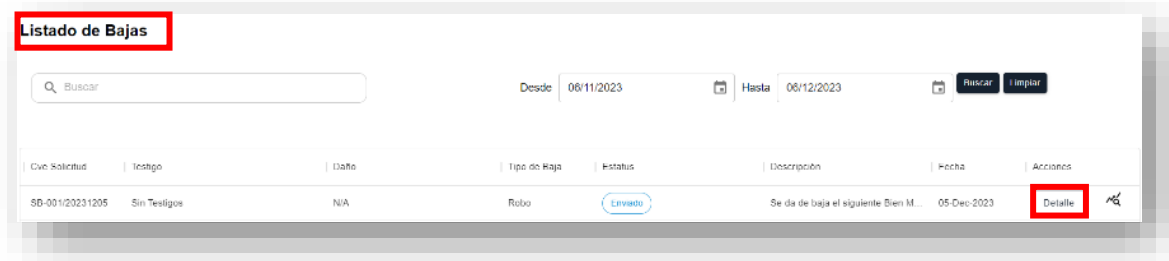 Listado de Bajas
Buscar
Desde 06/11/2023 Hasta 06/12/2023 Buscar Limpiar
Cve Solicitud Testigo Daño Tipo de Baja Estatus Descripción Fecha Acciones
SB-001/20231205 Sin Testigos N/A Robo Enviado Se da de baja el siguiente Bien M... 05-Dec-2023 Detalle